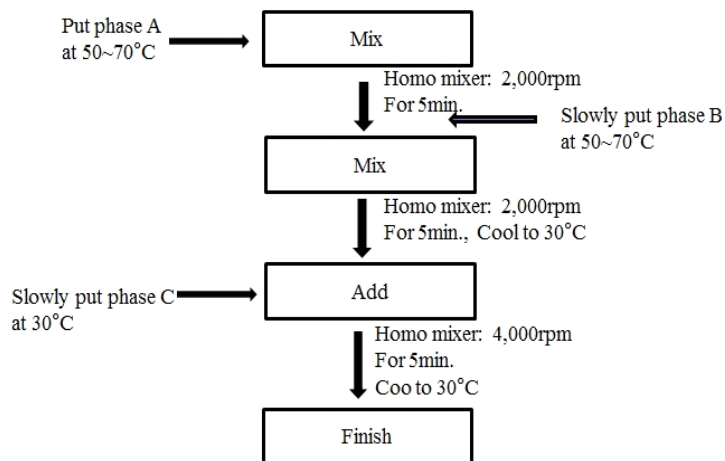 Put phase A
at 50~70°C
Mix
Homo mixer: 2,000rpm
For 5min.
Slowly put phase B
at 50~70°C
Mix
Homo mixer: 2,000rpm
For 5min., Cool to 30°C
Slowly put phase C
at 30°C
Add
Homo mixer: 4,000rpm
For 5min.
Coo to 30°C
Finish